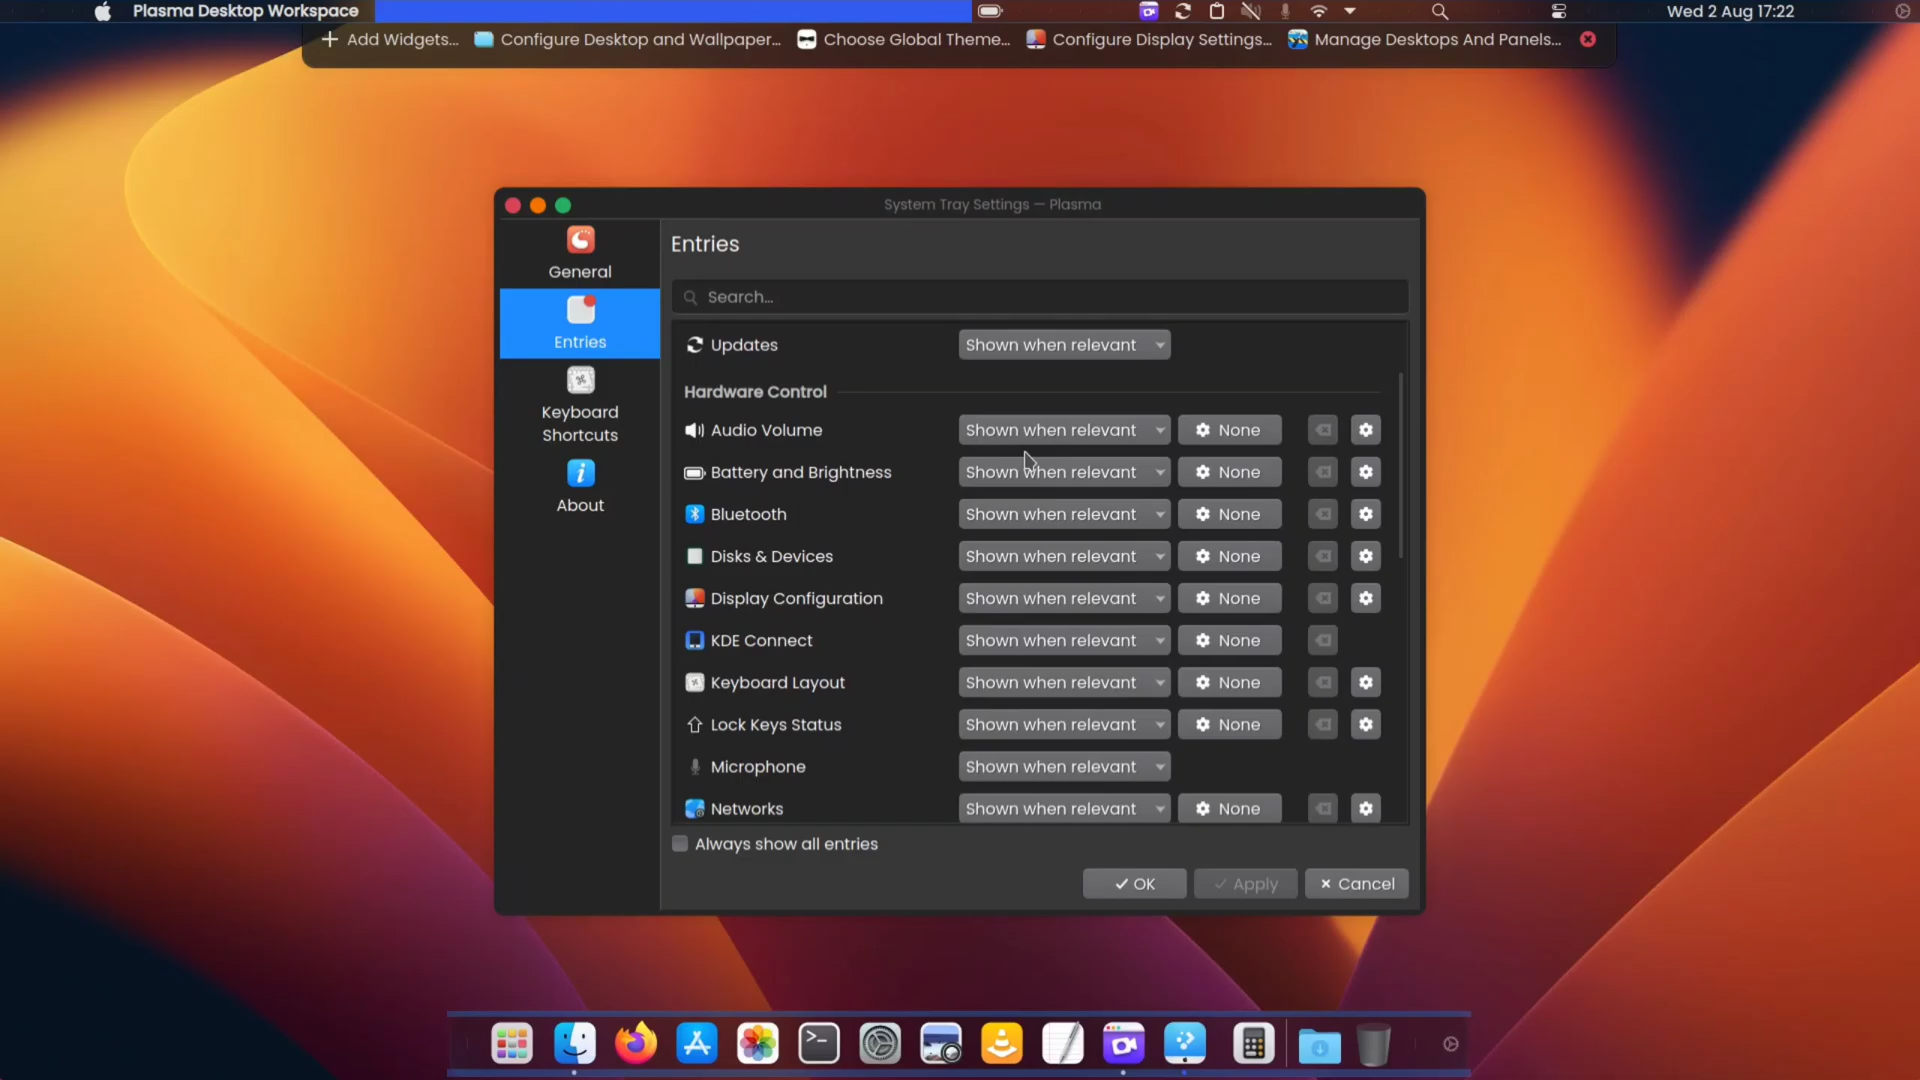 Plasma Desktop Workspace
Wed 2 Aug 17:22
Add Widgets... Configure Desktop and Wallpaper... Choose Global Theme... Configure Display Settings... Manage Desktops And Panels...
System Tray Settings — Plasma
General
Entries
Keyboard
Shortcuts
About
Entries
Search...
Updates Shown when relevant
Hardware Control
Audio Volume Shown when relevant None
Battery and Brightness Shown when relevant None
Bluetooth Shown when relevant None
Disks & Devices Shown when relevant None
Display Configuration Shown when relevant None
KDE Connect Shown when relevant None
Keyboard Layout Shown when relevant None
Lock Keys Status Shown when relevant None
Microphone Shown when relevant
Networks Shown when relevant None
Always show all entries
OK Apply Cancel